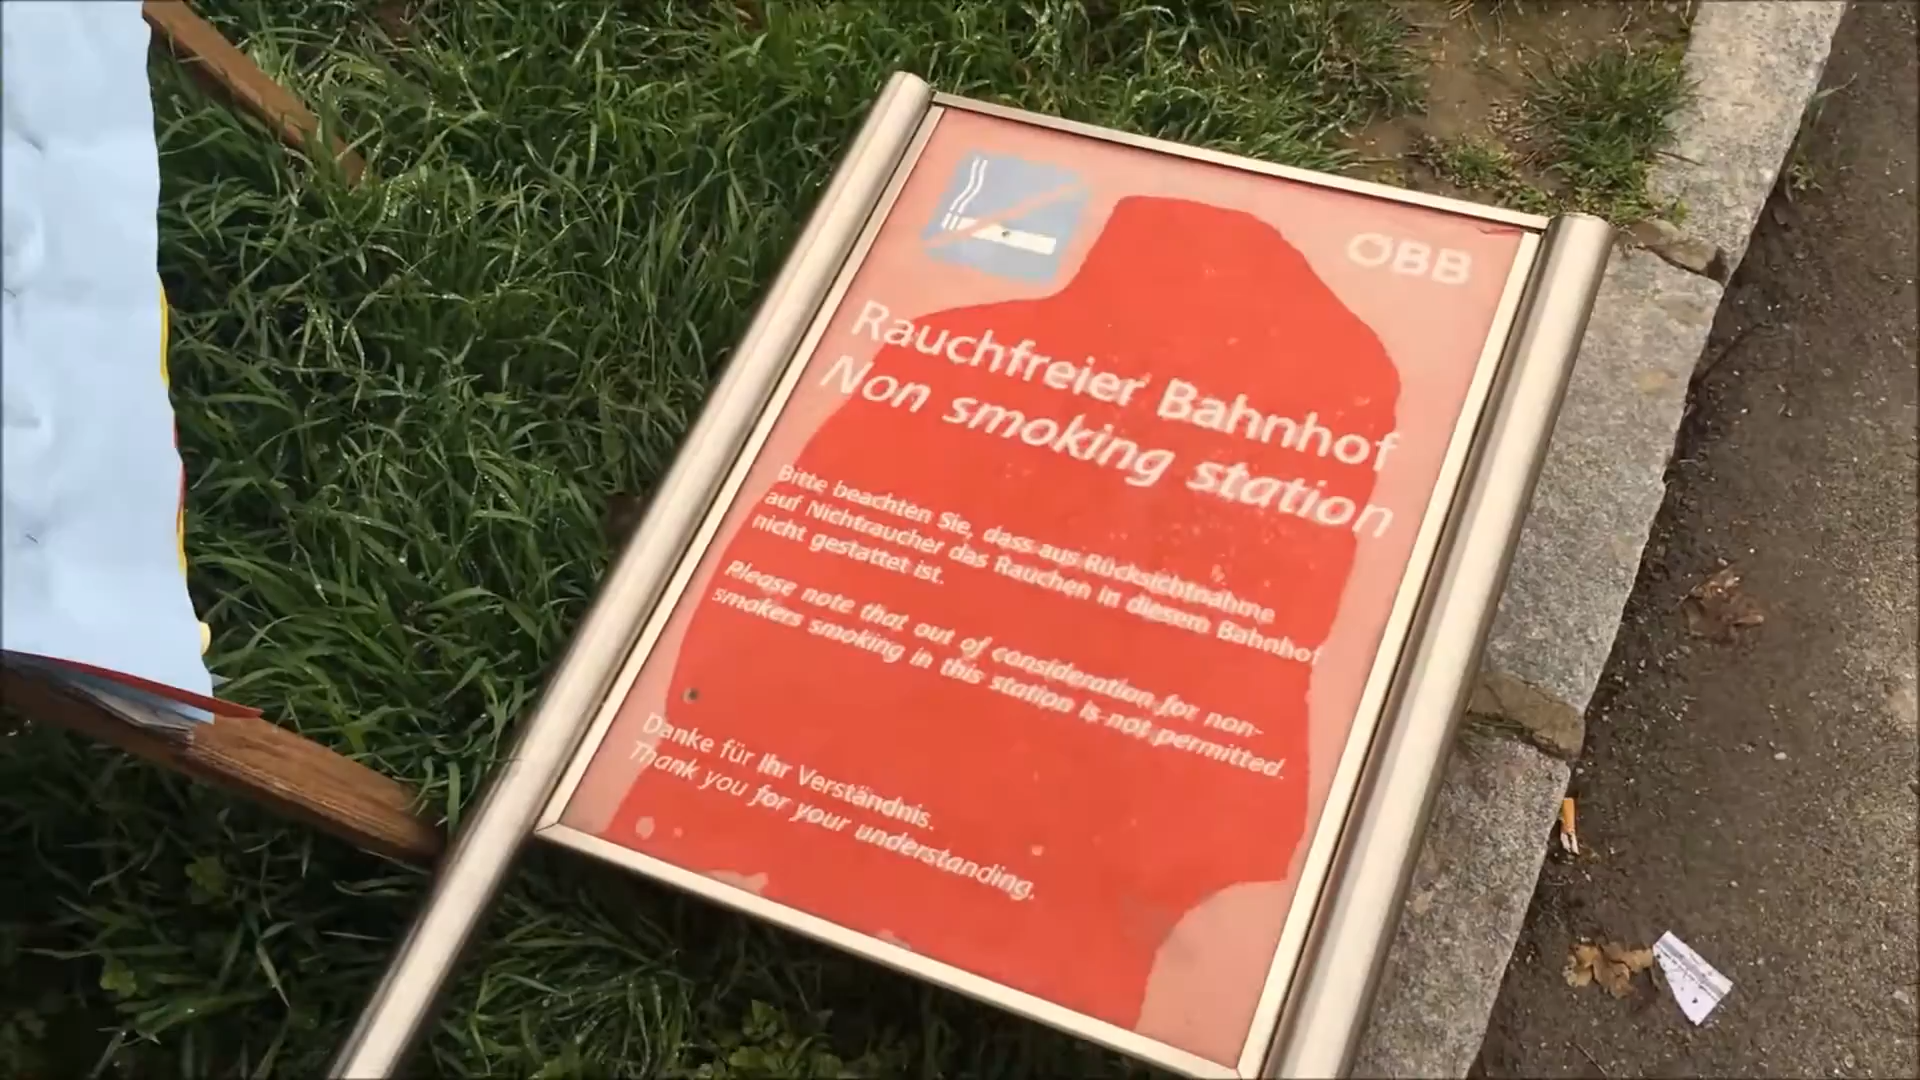 ÖBB
Rauchfreier Bahnhof
Non smoking station
Bitte beachten Sie, dass aus Rücksichtnahme
auf Nichtraucher das Rauchen in diesem Bahnhof
nicht gestattet ist.
Please note that out of consideration for non-
smokers smoking in this station is not permitted.
Danke für Ihr Verständnis.
Thank you for your understanding.